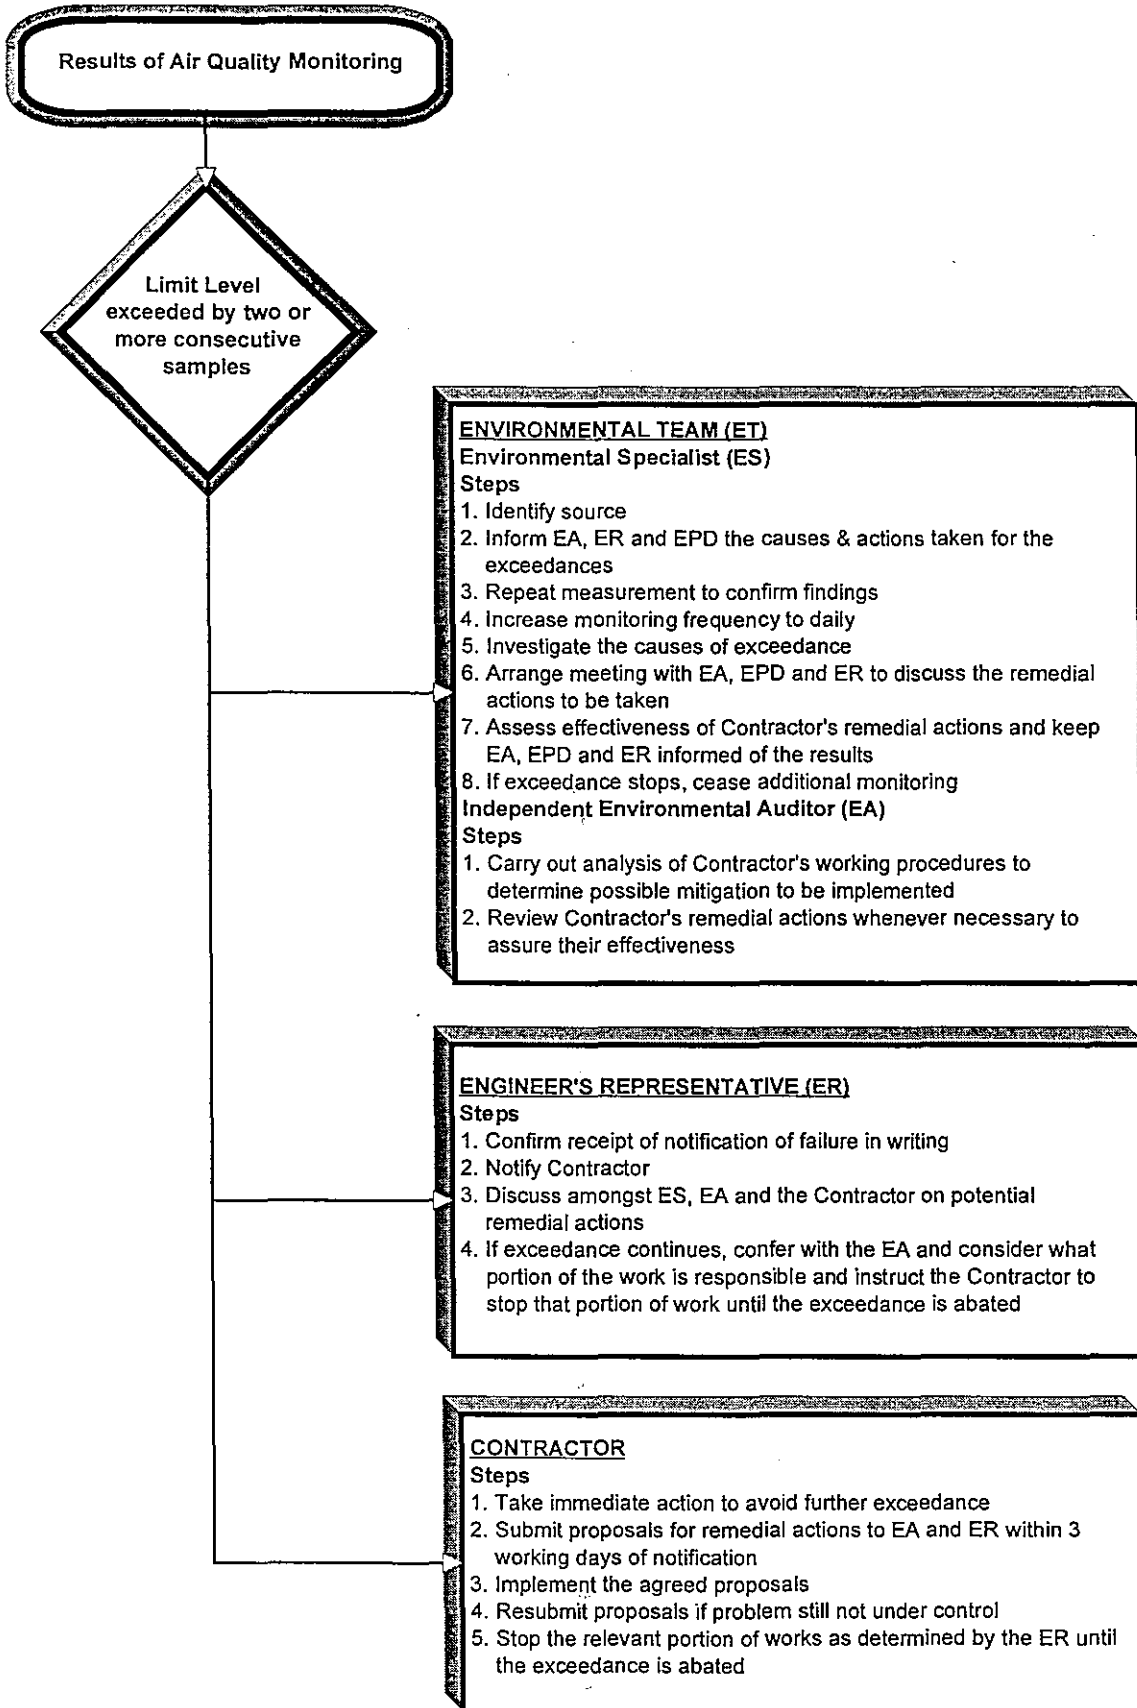 Results of Air Quality Monitoring
Limit Level
exceeded by two or
more consecutive
samples
ENVIRONMENTAL TEAM (ET)
Environmental Specialist (ES)
Steps
1. Identify source
2. Inform EA, ER and EPD the causes & actions taken for the
exceedances
3. Repeat measurement to confirm findings
4. Increase monitoring frequency to daily
5. Investigate the causes of exceedance
6. Arrange meeting with EA, EPD and ER to discuss the remedial
actions to be taken
7. Assess effectiveness of Contractor's remedial actions and keep
EA, EPD and ER informed of the results
8. If exceedance stops, cease additional monitoring
Independent Environmental Auditor (EA)
Steps
1. Carry out analysis of Contractor's working procedures to
determine possible mitigation to be implemented
2. Review Contractor's remedial actions whenever necessary to
assure their effectiveness
ENGINEER'S REPRESENTATIVE (ER)
Steps
1. Confirm receipt of notification of failure in writing
2. Notify Contractor
3. Discuss amongst ES, EA and the Contractor on potential
remedial actions
4. If exceedance continues, confer with the EA and consider what
portion of the work is responsible and instruct the Contractor to
stop that portion of work until the exceedance is abated
CONTRACTOR
Steps
1. Take immediate action to avoid further exceedance
2. Submit proposals for remedial actions to EA and ER within 3
working days of notification
3. Implement the agreed proposals
4. Resubmit proposals if problem still not under control
5. Stop the relevant portion of works as determined by the ER until
the exceedance is abated